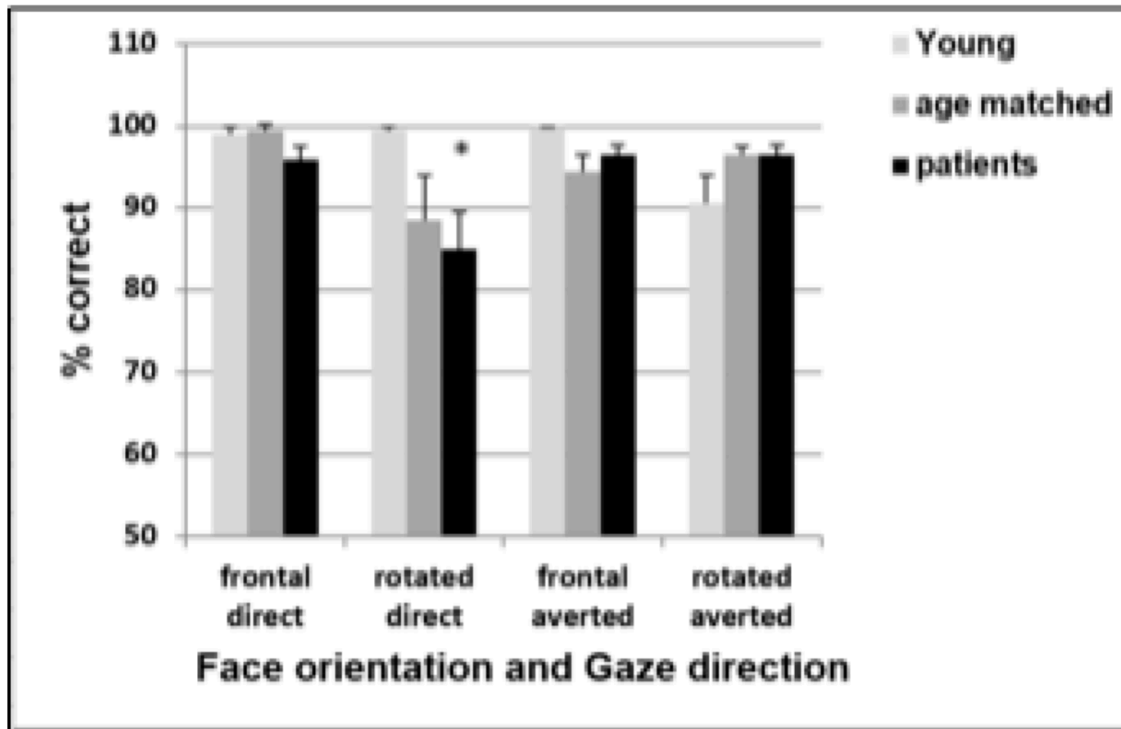 110
100
90
80
70
60
50
% correct
*
frontal direct
rotated direct
frontal averted
rotated averted
Face orientation and Gaze direction
Young
age matched
patients